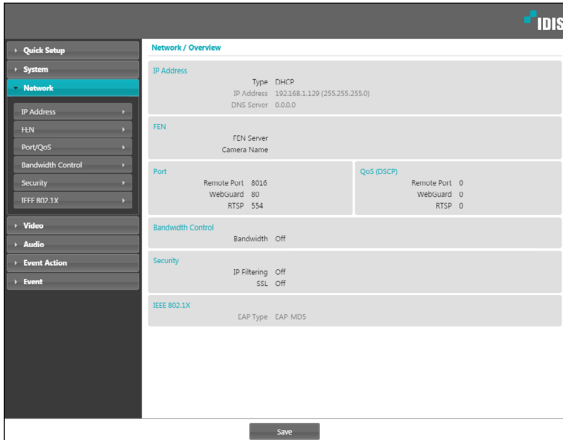 IDIS
Quick Setup
System
Network
IP Address
FEN
Port/QoS
Bandwidth Control
Security
IEEE 802.1X
Video
Audio
Event Action
Event
Network / Overview
IP Address
Type DHCP
IP Address 192.168.1.129 (255.255.255.0)
DNS Server 0.0.0.0
FEN
FEN Server
Camera Name
Port
Remote Port 8016
WebGuard 80
RTSP 554
QoS (DSCP)
Remote Port 0
WebGuard 0
RTSP 0
Bandwidth Control
Bandwidth Off
Security
IP Filtering Off
SSL Off
IEEE 802.1X
EAP Type EAP MD5
Save